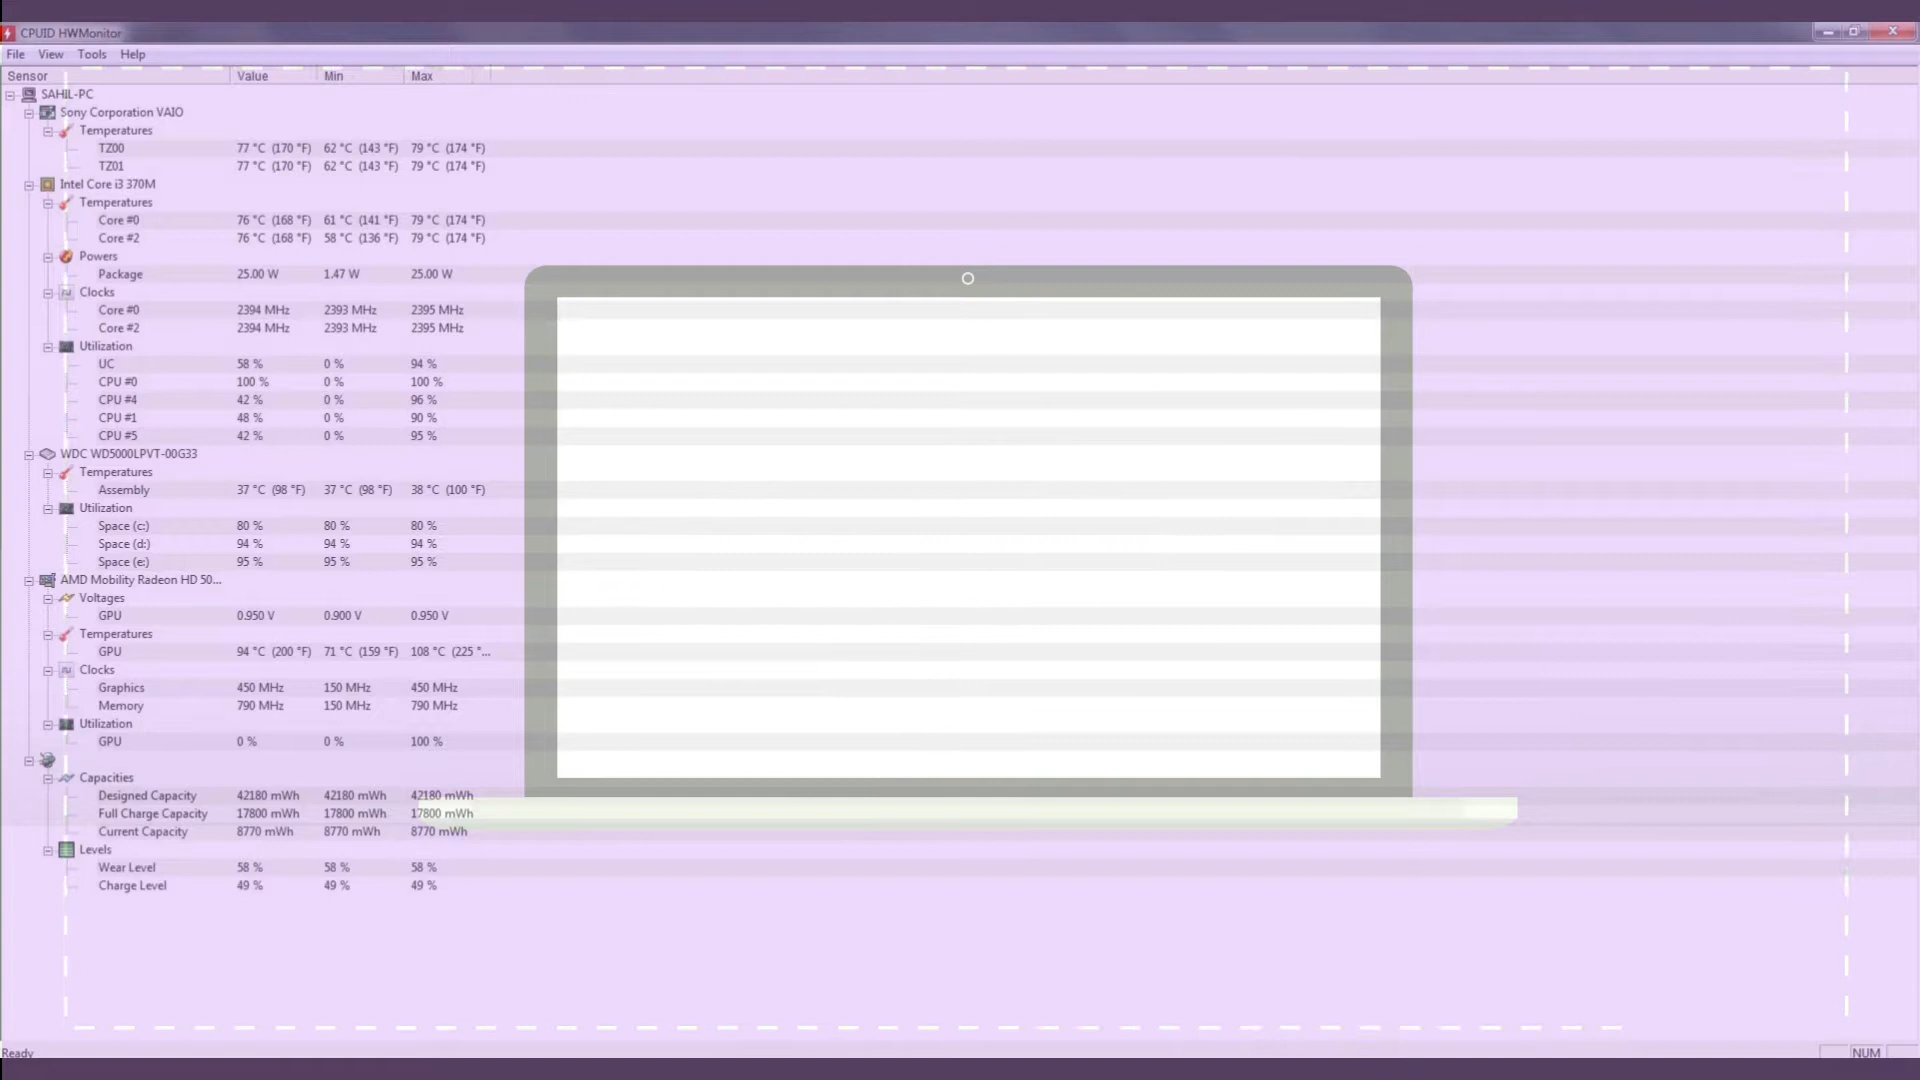 CPUID HWMonitor
File View Tools Help
Sensor Value Min Max
SAHIL-PC
Sony Corporation VAIO
Temperatures
TZ00 77 °C (170 °F) 62 °C (143 °F) 79 °C (174 °F)
TZ01 77 °C (170 °F) 62 °C (143 °F) 79 °C (174 °F)
Intel Core i3 370M
Temperatures
Core #0 76 °C (168 °F) 61 °C (141 °F) 79 °C (174 °F)
Core #2 76 °C (168 °F) 58 °C (136 °F) 79 °C (174 °F)
Powers
Package 25.00 W 1.47 W 25.00 W
Clocks
Core #0 2394 MHz 2393 MHz 2395 MHz
Core #2 2394 MHz 2393 MHz 2395 MHz
Utilization
UC 58 % 0 % 94 %
CPU #0 100 % 0 % 100 %
CPU #4 42 % 0 % 96 %
CPU #1 48 % 0 % 90 %
CPU #5 42 % 0 % 95 %
WDC WD5000LPVT-00G33
Temperatures
Assembly 37 °C (98 °F) 37 °C (98 °F) 38 °C (100 °F)
Utilization
Space (c:) 80 % 80 % 80 %
Space (d:) 94 % 94 % 94 %
Space (e:) 95 % 95 % 95 %
AMD Mobility Radeon HD 50...
Voltages
GPU 0.950 V 0.900 V 0.950 V
Temperatures
GPU 94 °C (200 °F) 71 °C (159 °F) 108 °C (225 °...
Clocks
Graphics 450 MHz 150 MHz 450 MHz
Memory 790 MHz 150 MHz 790 MHz
Utilization
GPU 0 % 0 % 100 %
Capacities
Designed Capacity 42180 mWh 42180 mWh 42180 mWh
Full Charge Capacity 17800 mWh 17800 mWh 17800 mWh
Current Capacity 8770 mWh 8770 mWh 8770 mWh
Levels
Wear Level 58 % 58 % 58 %
Charge Level 49 % 49 % 49 %
Ready NUM